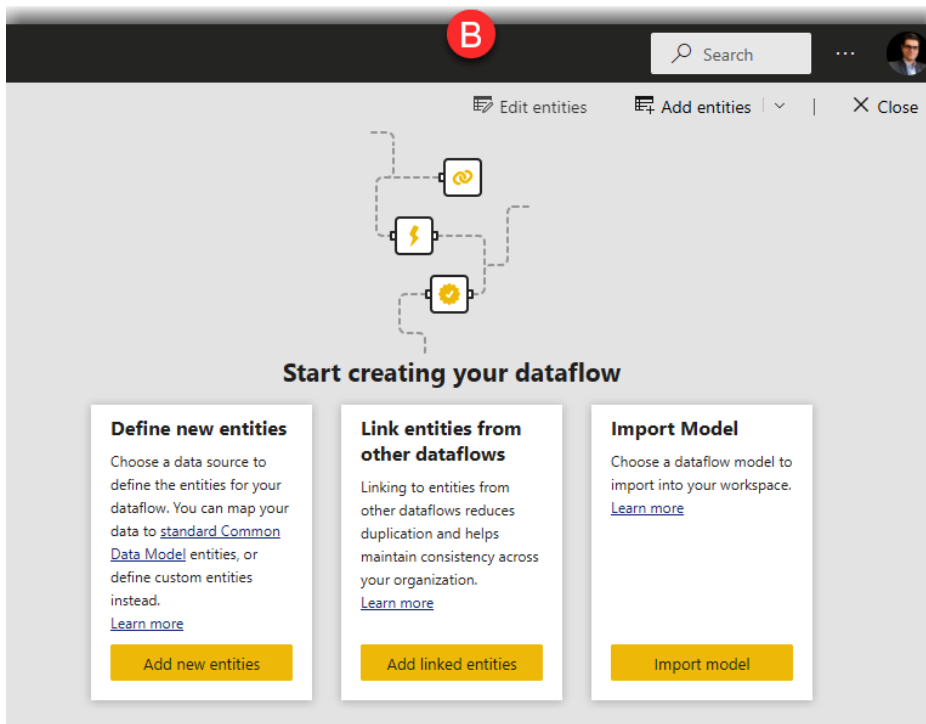 B
Search
Edit entities
Add entities
Close
Start creating your dataflow
Define new entities
Choose a data source to
define the entities for your
dataflow. You can map your
data to standard Common
Data Model entities, or
define custom entities
instead.
Learn more
Add new entities
Link entities from
other dataflows
Linking to entities from
other dataflows reduces
duplication and helps
maintain consistency across
your organization.
Learn more
Add linked entities
Import Model
Choose a dataflow model to
import into your workspace.
Learn more
Import model